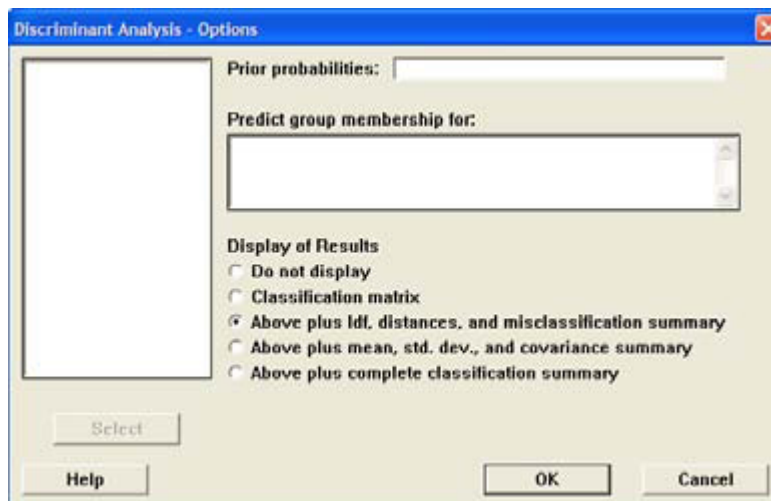 Discriminant Analysis - Options
Prior probabilities:
Predict group membership for:
Display of Results
Do not display
Classification matrix
Above plus ldf, distances, and misclassification summary
Above plus mean, std. dev., and covariance summary
Above plus complete classification summary
Select
Help
OK
Cancel